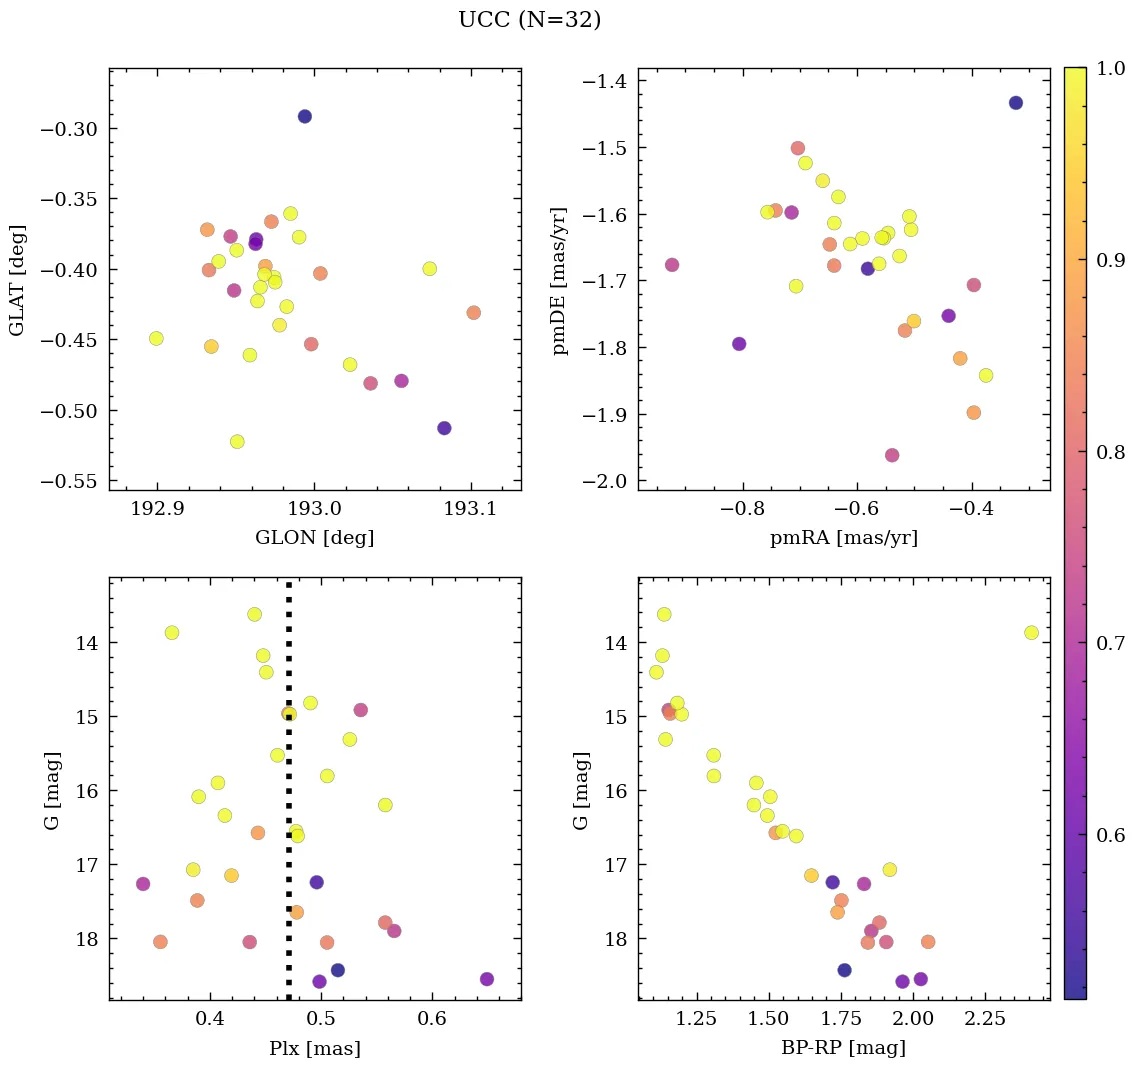 UCC (N=32)
−0.30
−0.35
−0.40
−0.45
−0.50
−0.55
GLAT [deg]
192.9 193.0 193.1
GLON [deg]
−1.4
−1.5
−1.6
−1.7
−1.8
−1.9
−2.0
pmDE [mas/yr]
−0.8 −0.6 −0.4
pmRA [mas/yr]
14
15
16
17
18
G [mag]
0.4 0.5 0.6
Plx [mas]
14
15
16
17
18
G [mag]
1.25 1.50 1.75 2.00 2.25
BP-RP [mag]
1.0
0.9
0.8
0.7
0.6